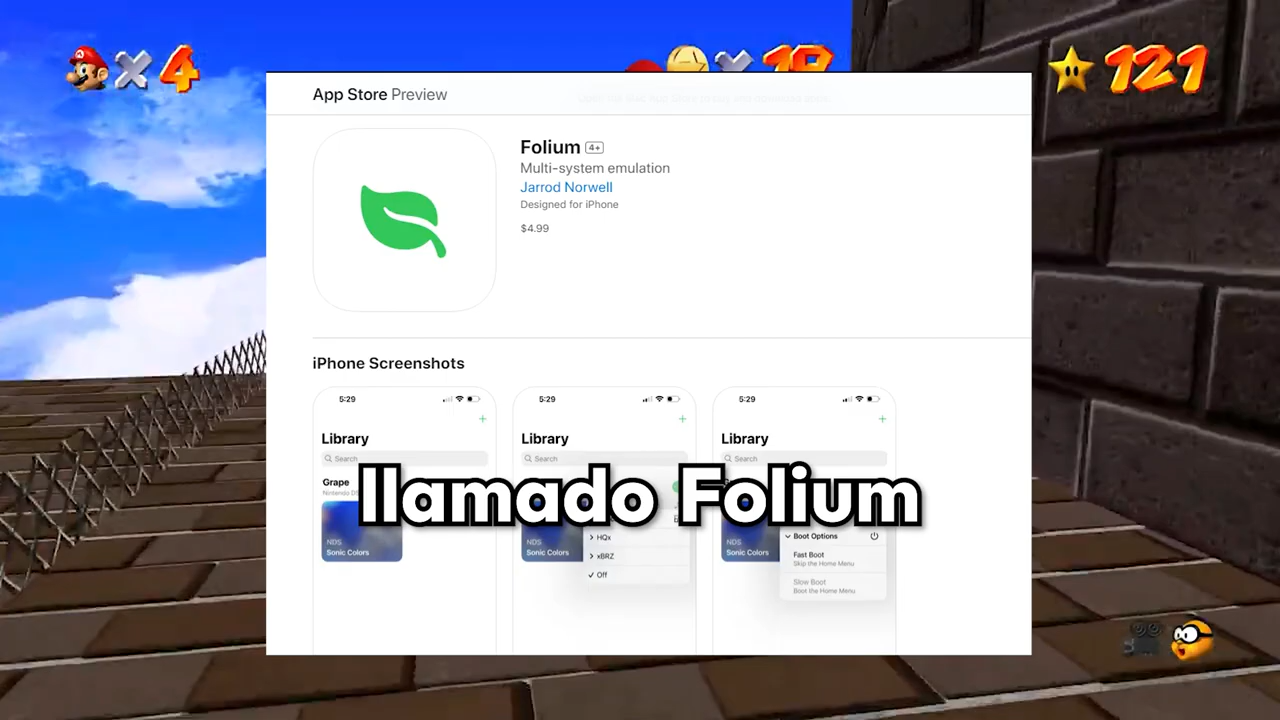 × 4
× 19
121
App Store Preview
Folium 4+
Multi-system emulation
Jarrod Norwell
Designed for iPhone
$4.99
iPhone Screenshots
5:29
5:29
5:29
Library
Library
Library
Search
Search
Search
Grape
llamado Folium
NDS
Sonic Colors
NDS
Sonic Colors
HQx
xBRZ
Off
NDS
Sonic Colors
Boot Options
Fast Boot
Skip the Home Menu
Slow Boot
Boot the Home Menu